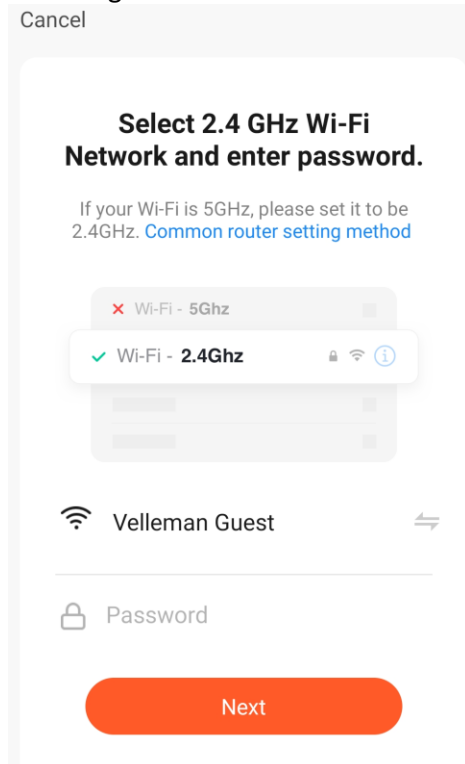 Cancel
Select 2.4 GHz Wi-Fi
Network and enter password.
If your Wi-Fi is 5GHz, please set it to be
2.4GHz. Common router setting method
Wi-Fi - 5Ghz
Wi-Fi - 2.4Ghz
Velleman Guest
Password
Next